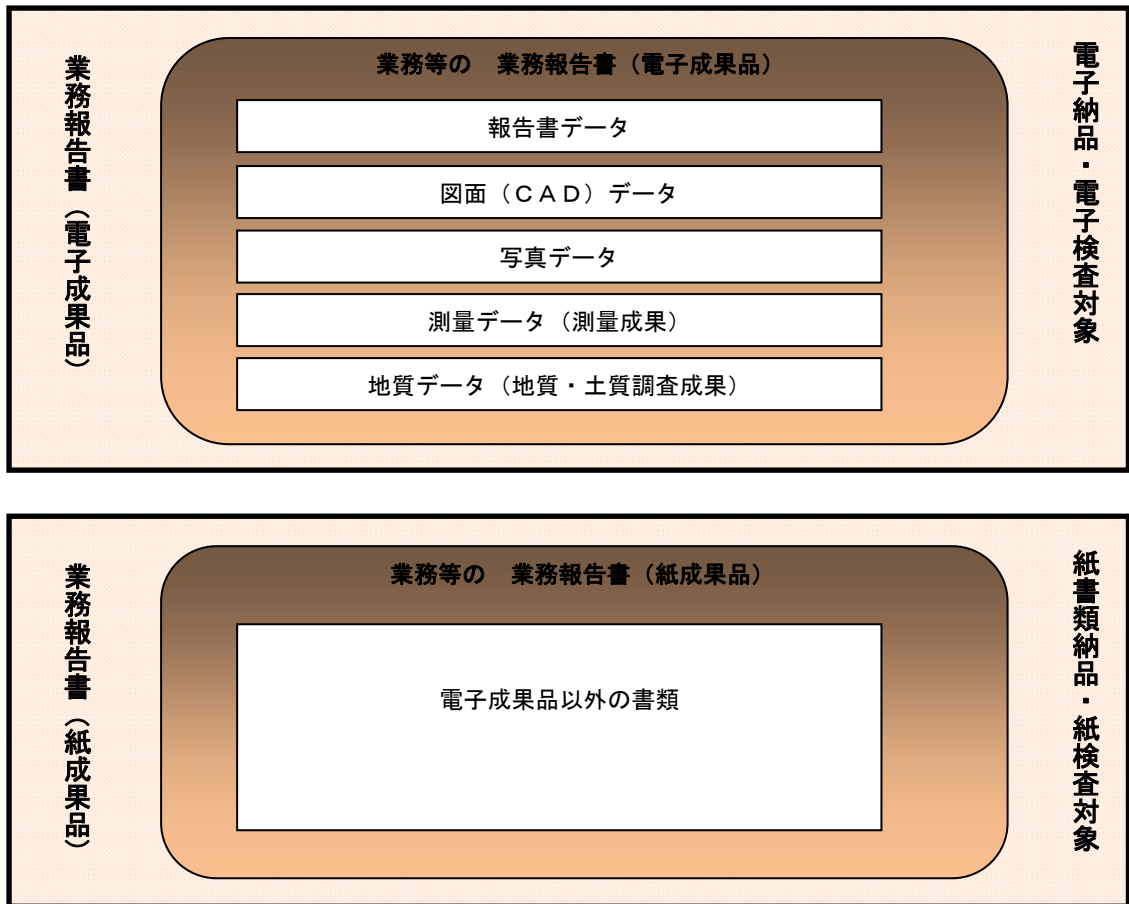 業務報告書（電子成果品）
業務等の　業務報告書（電子成果品）
報告書データ
図面（ＣＡＤ）データ
写真データ
測量データ（測量成果）
地質データ（地質・土質調査成果）
電子納品・電子検査対象
業務報告書（紙成果品）
業務等の　業務報告書（紙成果品）
電子成果品以外の書類
紙書類納品・紙検査対象